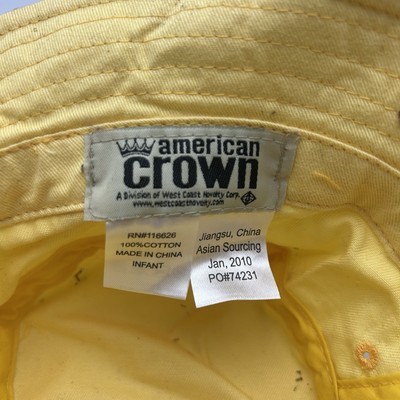 american
crown
A Division of West Coast Novelty Corp.
www.westcoastnovelty.com
RN#116626
100%COTTON
MADE IN CHINA
INFANT
Jiangsu, China
Asian Sourcing
Jan, 2010
PO#74231